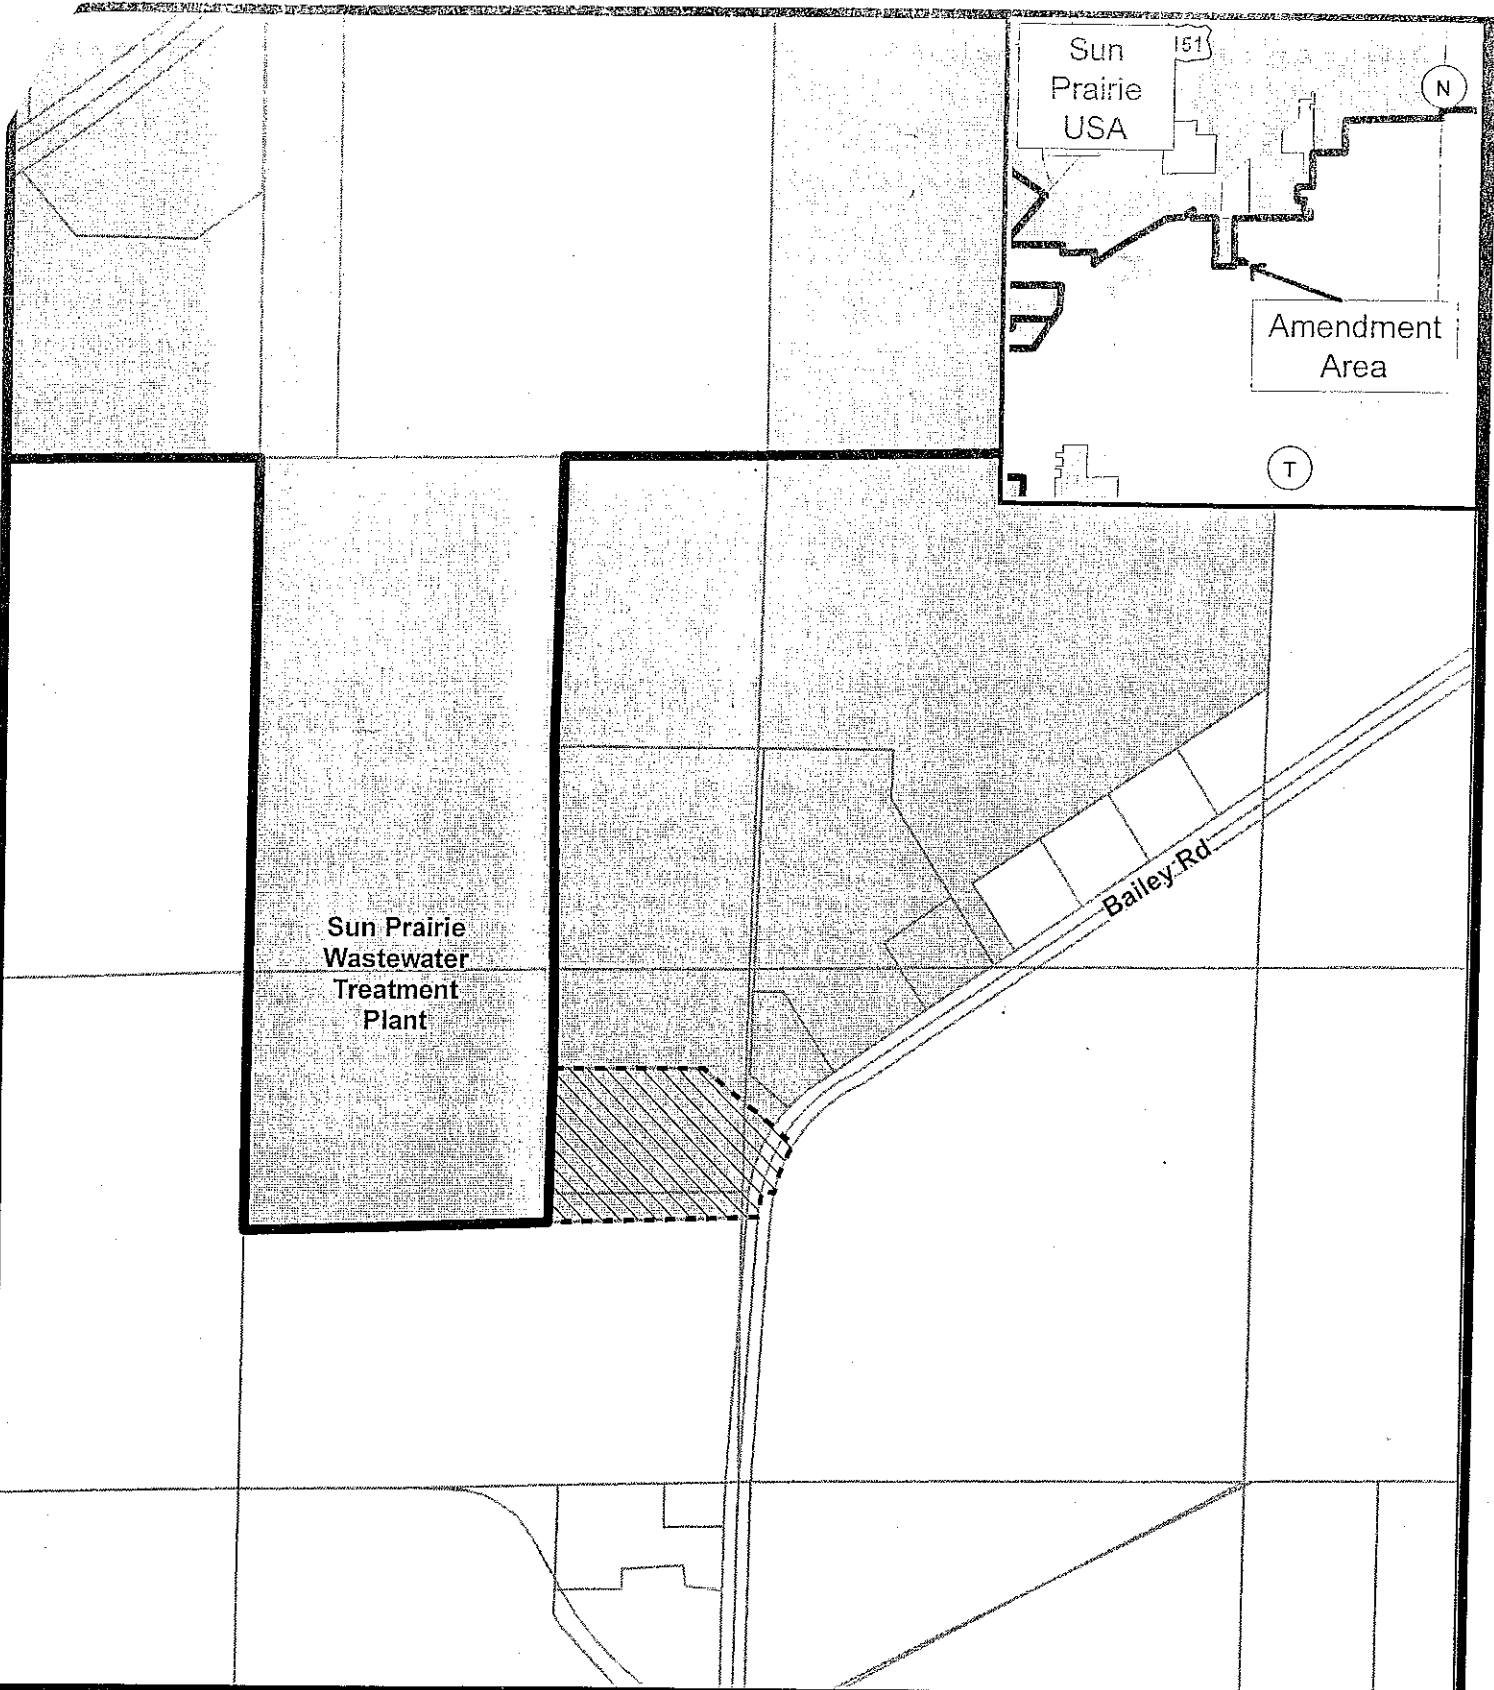 Sun
Prairie
USA
151
N
Amendment
Area
T
Bailey Rd
Sun Prairie
Wastewater
Treatment
Plant